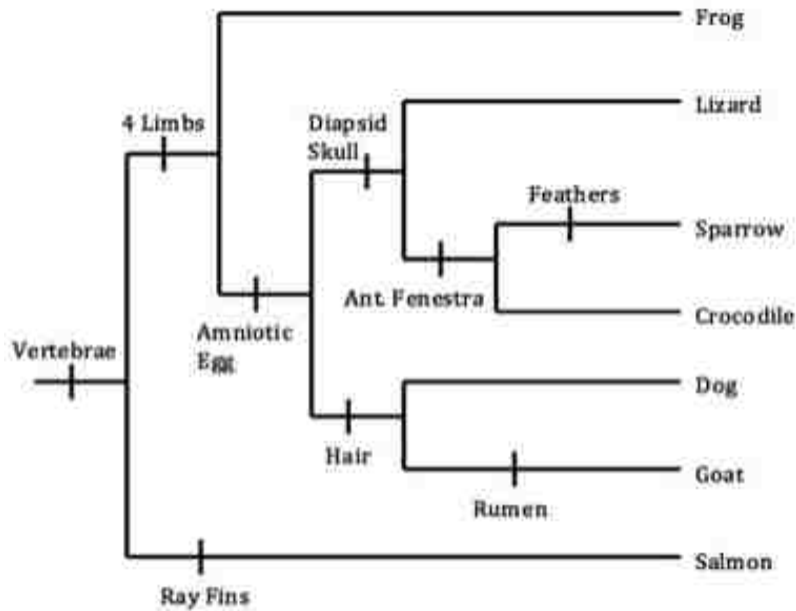 Frog
Lizard
4 Limbs
Diapsid
Skull
Feathers
Sparrow
Ant. Fenestra
Crocodile
Amniotic
Egg
Vertebrae
Dog
Hair
Goat
Rumen
Salmon
Ray Fins